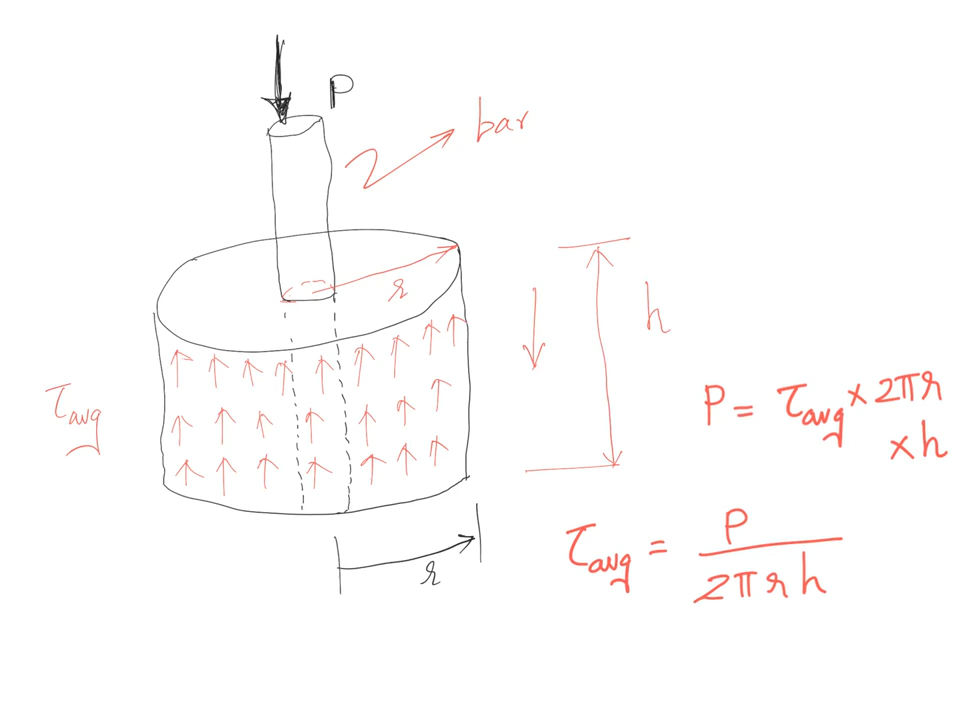 P
bar
r
h
τavg
P = τavg × 2πr
× h
τavg = P / 2πrh
r